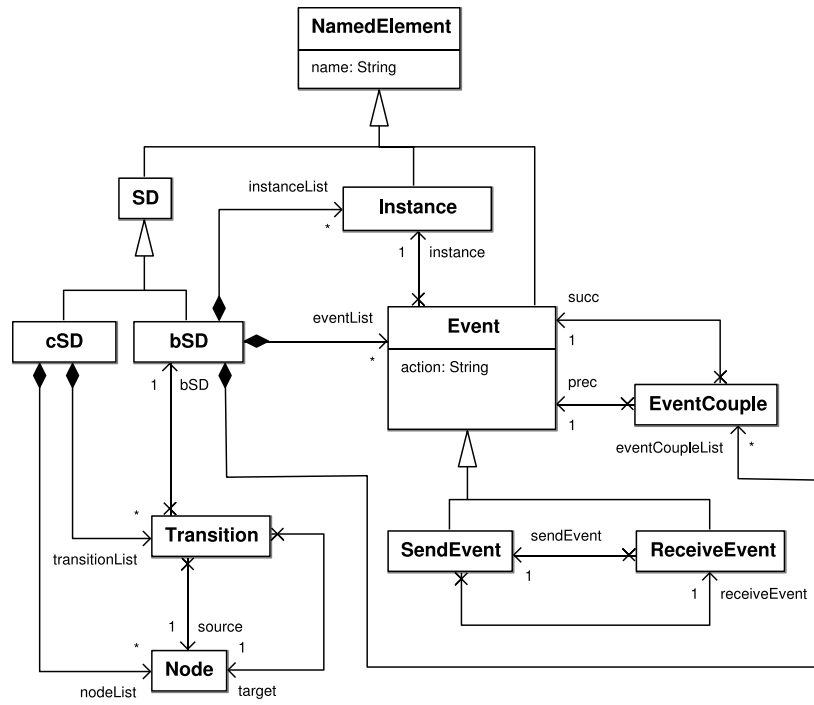 NamedElement
name: String
SD
instanceList
*
Instance
1
instance
cSD
bSD
eventList
*
Event
action: String
succ
1
prec
1
EventCouple
eventCoupleList
*
1
bSD
*
transitionList
Transition
SendEvent
sendEvent
1
ReceiveEvent
1
receiveEvent
1
source
1
*
nodeList
Node
target